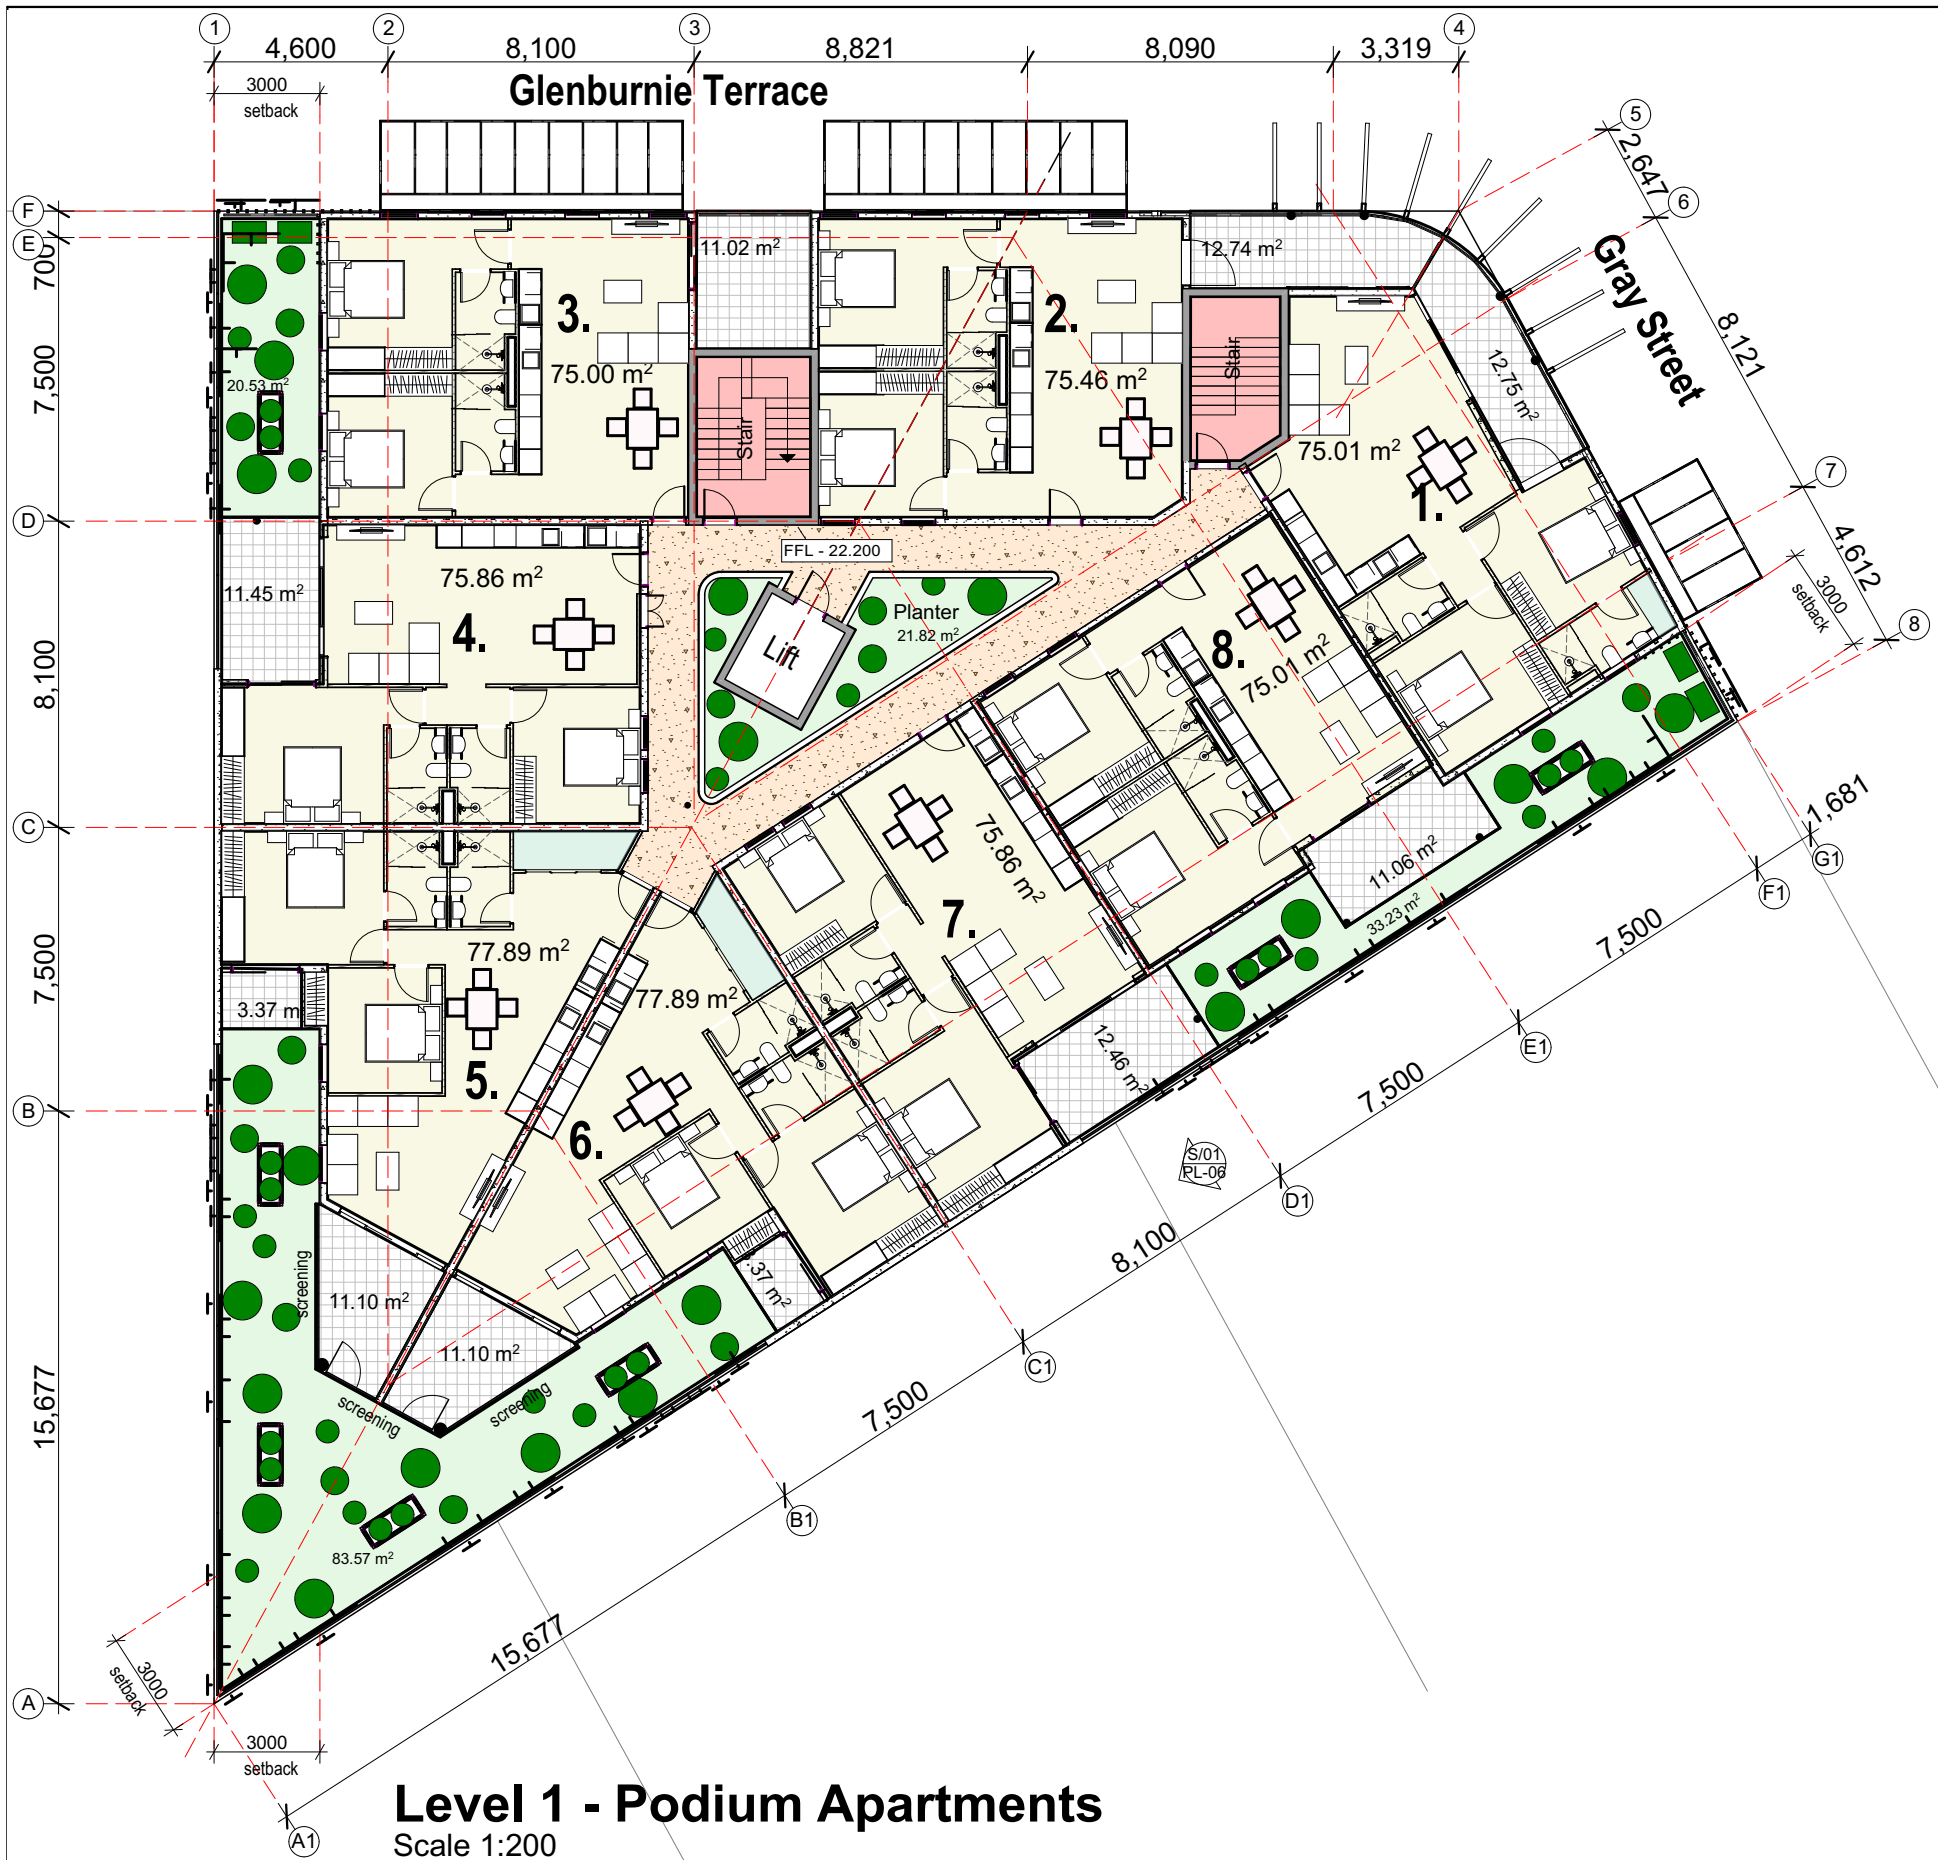 1
2
3
4
4,600
8,100
8,821
8,090
3,319
3000
setback
Glenburnie Terrace
5
2,647
6
Gray Street
8,121
7
4,612
3000
setback
8
F
E
700
7,500
D
8,100
C
7,500
B
15,677
A
11.02 m²
12.74 m²
12.75 m²
3.
75.00 m²
2.
75.46 m²
Stair
Stair
75.01 m²
1.
20.53 m²
FFL - 22.200
75.86 m²
4.
11.45 m²
Planter
21.82 m²
Lift
8.
75.01 m²
75.86 m²
7.
11.06 m²
33.23 m²
77.89 m²
77.89 m²
3.37 m
5.
6.
12.46 m²
S/01
PL-06
screening
11.10 m²
11.10 m²
.37 m²
screening
screening
83.57 m²
1,681
G1
F1
7,500
E1
7,500
D1
8,100
C1
7,500
B1
15,677
A1
3000
setback
3000
setback
Level 1 - Podium Apartments
Scale 1:200